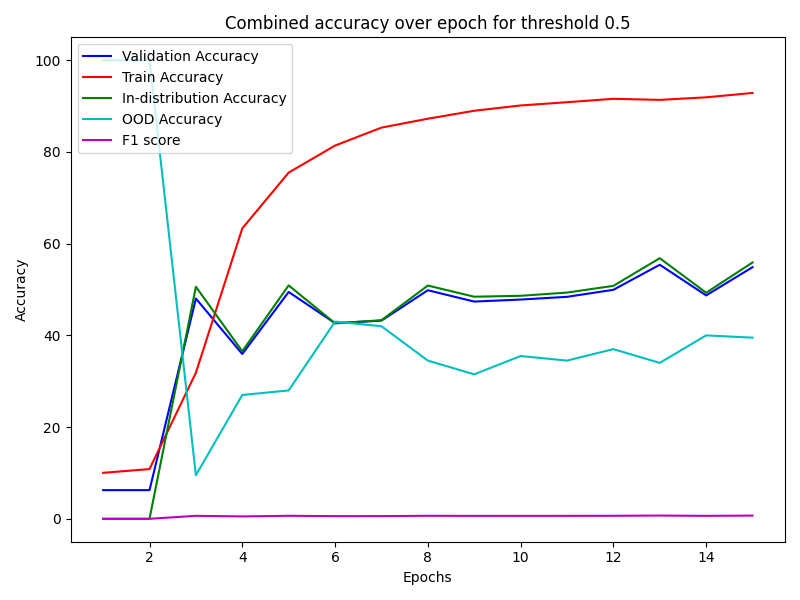 Combined accuracy over epoch for threshold 0.5
Validation Accuracy
Train Accuracy
In-distribution Accuracy
OOD Accuracy
F1 score
100
80
60
40
20
0
Accuracy
2 4 6 8 10 12 14
Epochs